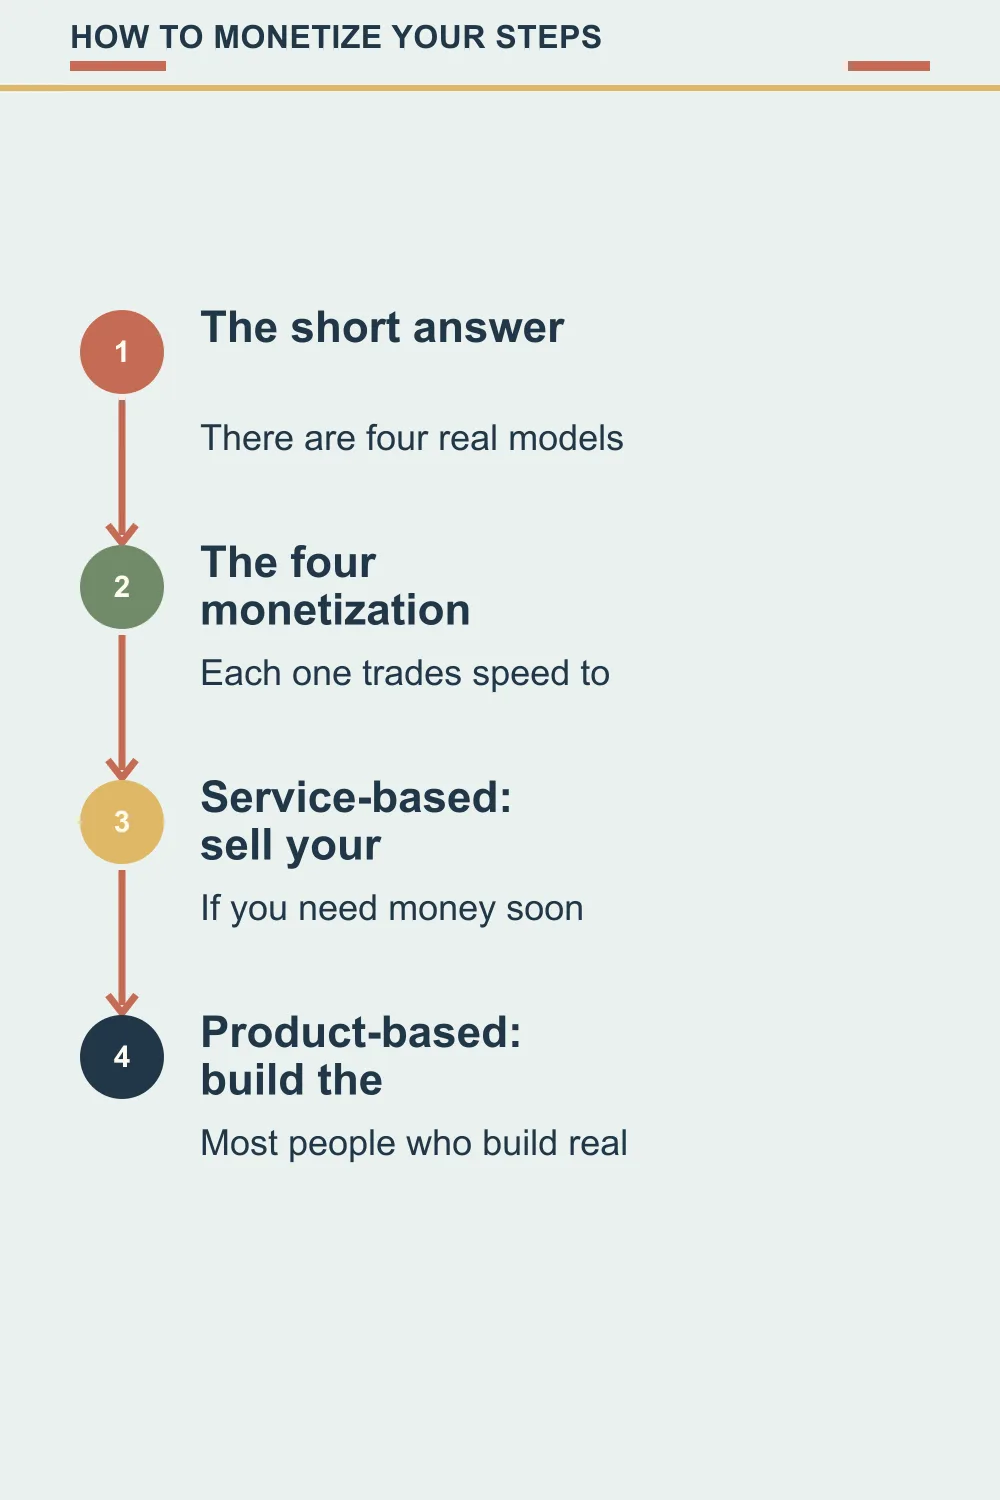 HOW TO MONETIZE YOUR STEPS
1
The short answer
There are four real models
2
The four
monetization
Each one trades speed to
3
Service-based:
sell your
If you need money soon
4
Product-based:
build the
Most people who build real